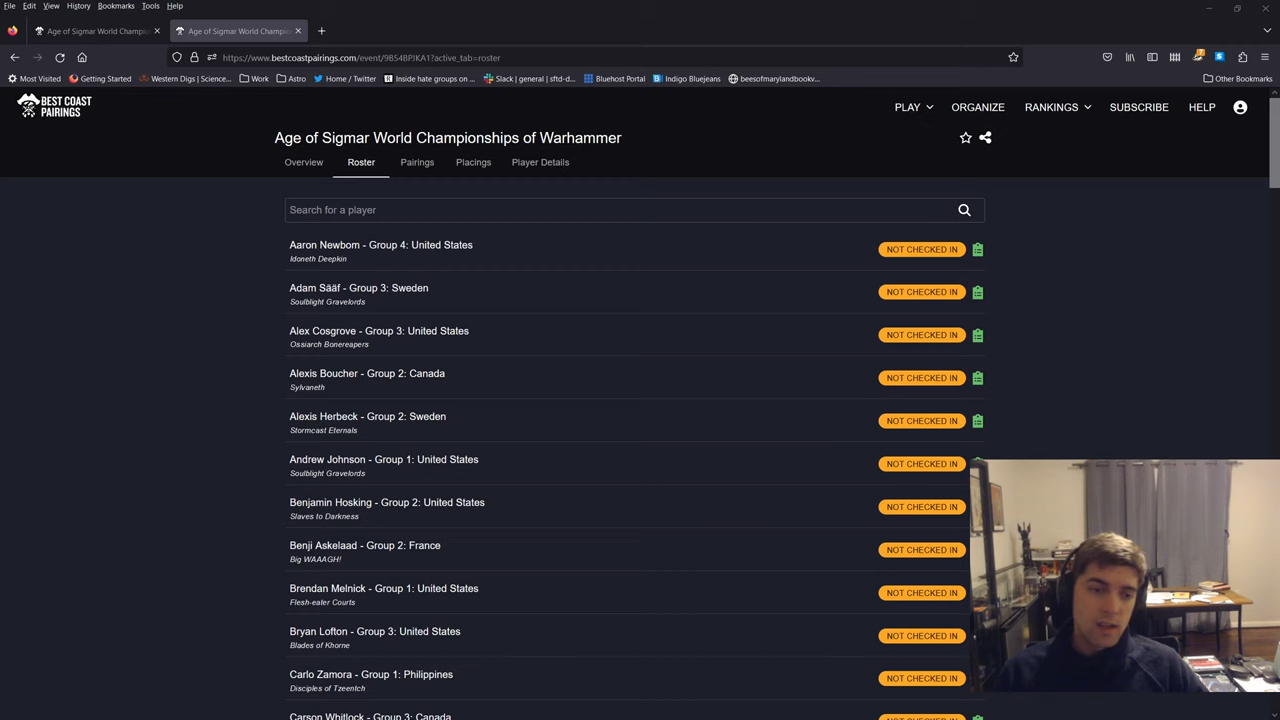 File Edit View History Bookmarks Tools Help
Age of Sigmar World Champion
Age of Sigmar World Champion
https://www.bestcoastpairings.com/event/9B54BPIKA1?active_tab=roster
Most Visited Getting Started Western Digs | Science... Work Astro Home / Twitter Inside hate groups on ... Slack | general | sftd-d... Bluehost Portal Indigo Bluejeans beesofmarylandbookv... Other Bookmarks
BEST COAST
PAIRINGS
PLAY ORGANIZE RANKINGS SUBSCRIBE HELP
Age of Sigmar World Championships of Warhammer
Overview Roster Pairings Placings Player Details
Search for a player
Aaron Newbom - Group 4: United States
Idoneth Deepkin
NOT CHECKED IN
Adam Sääf - Group 3: Sweden
Soulblight Gravelords
NOT CHECKED IN
Alex Cosgrove - Group 3: United States
Ossiarch Bonereapers
NOT CHECKED IN
Alexis Boucher - Group 2: Canada
Sylvaneth
NOT CHECKED IN
Alexis Herbeck - Group 2: Sweden
Stormcast Eternals
NOT CHECKED IN
Andrew Johnson - Group 1: United States
Soulblight Gravelords
NOT CHECKED IN
Benjamin Hosking - Group 2: United States
Slaves to Darkness
NOT CHECKED IN
Benji Askelaad - Group 2: France
Big WAAAGH!
NOT CHECKED IN
Brendan Melnick - Group 1: United States
Flesh-eater Courts
NOT CHECKED IN
Bryan Lofton - Group 3: United States
Blades of Khorne
NOT CHECKED IN
Carlo Zamora - Group 1: Philippines
Disciples of Tzeentch
NOT CHECKED IN
Carson Whitlock - Group 3: Canada